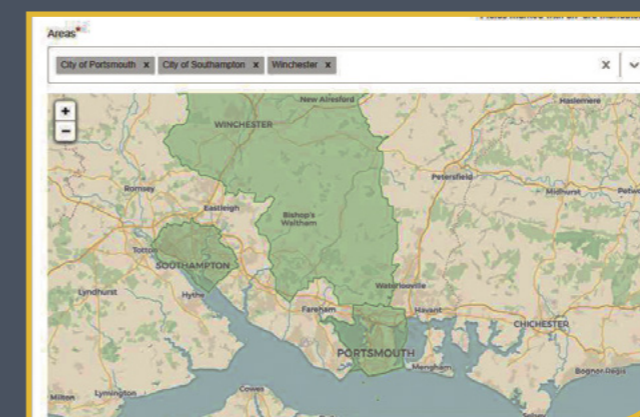 Areas*
City of Portsmouth x City of Southampton x Winchester x x
+
New Alresford Haslemere
WINCHESTER
−
Petersfield
Romsey Midhurst
Eastleigh
Bishop's
Waltham
Totton
SOUTHAMPTON
Waterlooville
Lyndhurst
Hythe
Fareham Havant
CHICHESTER
PORTSMOUTH
Bognor Regis
Lymington Cowes